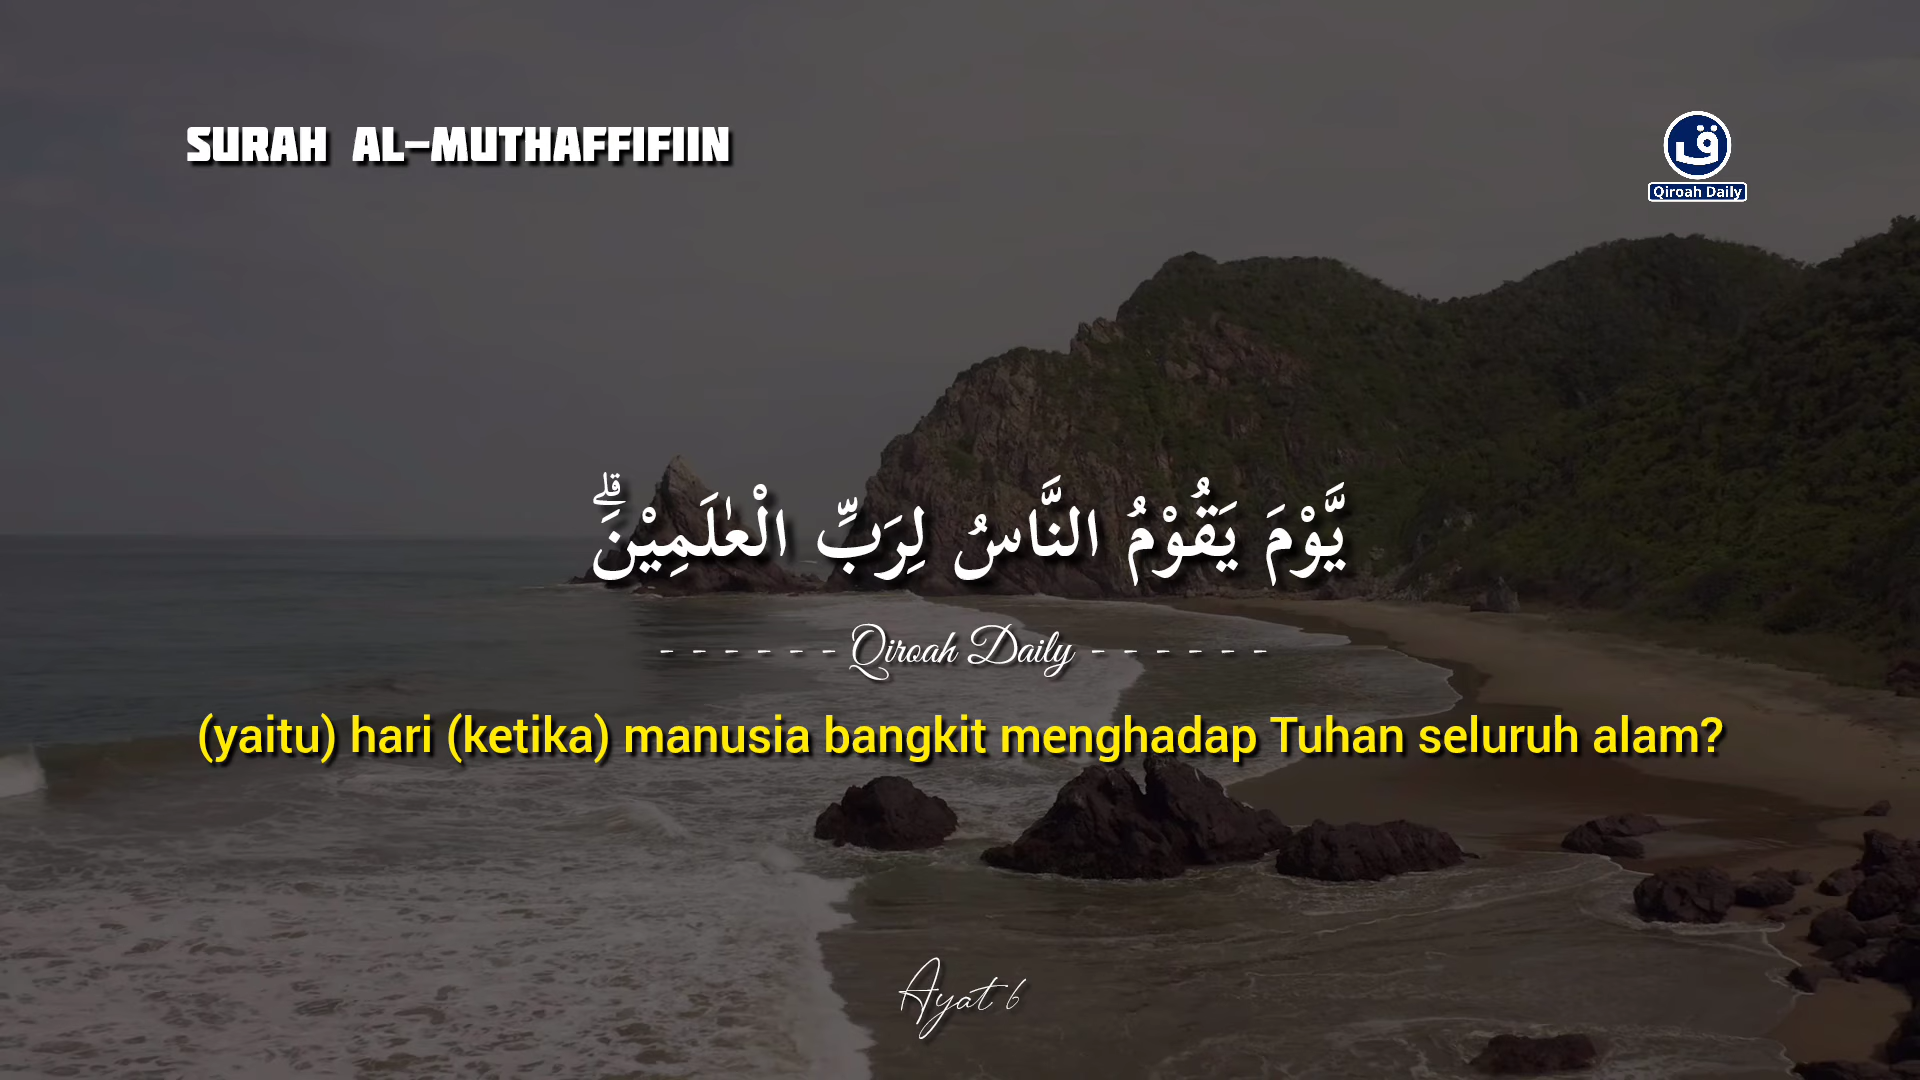 SURAH AL-MUTHAFFIFIIN
ق
Qiroah Daily
يَّوْمَ يَقُوْمُ النَّاسُ لِرَبِّ الْعٰلَمِيْنَۗ
------ Qiroah Daily ------
(yaitu) hari (ketika) manusia bangkit menghadap Tuhan seluruh alam?
Ayat 6